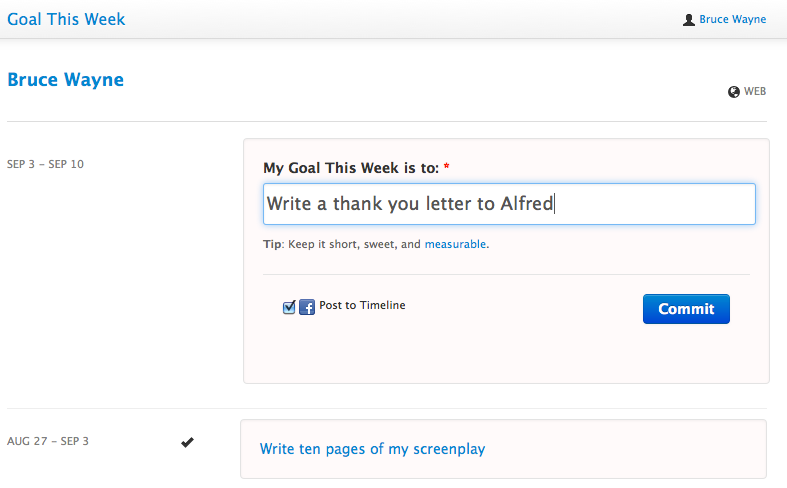 Goal This Week
Bruce Wayne
Bruce Wayne
WEB
SEP 3 – SEP 10
My Goal This Week is to: *
Write a thank you letter to Alfred
Tip: Keep it short, sweet, and measurable.
Post to Timeline
Commit
AUG 27 – SEP 3
Write ten pages of my screenplay